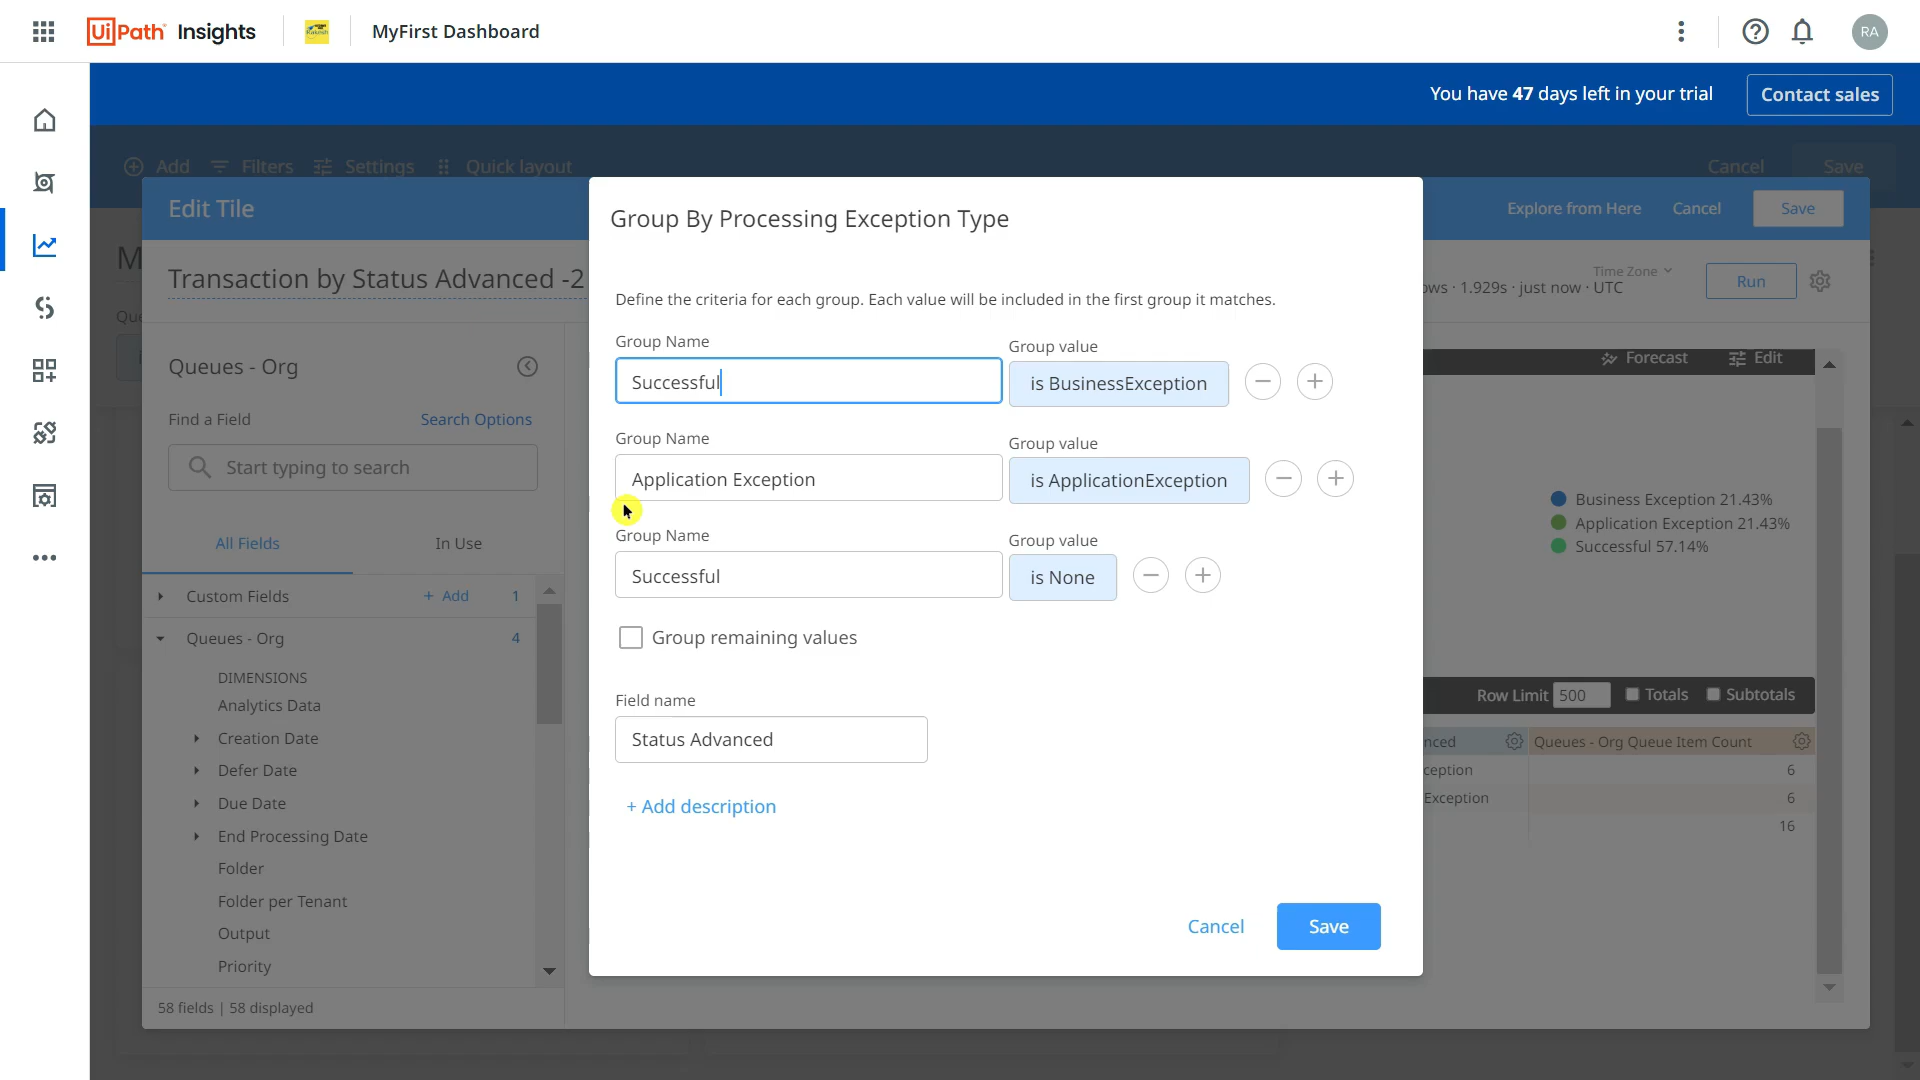 UiPath Insights
MyFirst Dashboard
RA
You have 47 days left in your trial
Contact sales
Add
Filters
Settings
Quick layout
Cancel
Save
Edit Tile
Explore from Here
Cancel
Save
M
Transaction by Status Advanced -2
ows · 1.929s · just now ·
Time Zone
UTC
Run
Que
Queues - Org
Find a Field
Search Options
Start typing to search
All Fields
In Use
Custom Fields
+ Add
1
Queues - Org
4
DIMENSIONS
Analytics Data
Creation Date
Defer Date
Due Date
End Processing Date
Folder
Folder per Tenant
Output
Priority
58 fields | 58 displayed
Group By Processing Exception Type
Define the criteria for each group. Each value will be included in the first group it matches.
Group Name
Group value
Successful
is BusinessException
Group Name
Group value
Application Exception
is ApplicationException
Group Name
Group value
Successful
is None
Group remaining values
Field name
Status Advanced
+ Add description
Cancel
Save
Forecast
Edit
Business Exception 21.43%
Application Exception 21.43%
Successful 57.14%
Row Limit 500
Totals
Subtotals
nced
Queues - Org Queue Item Count
ception
6
Exception
6
16